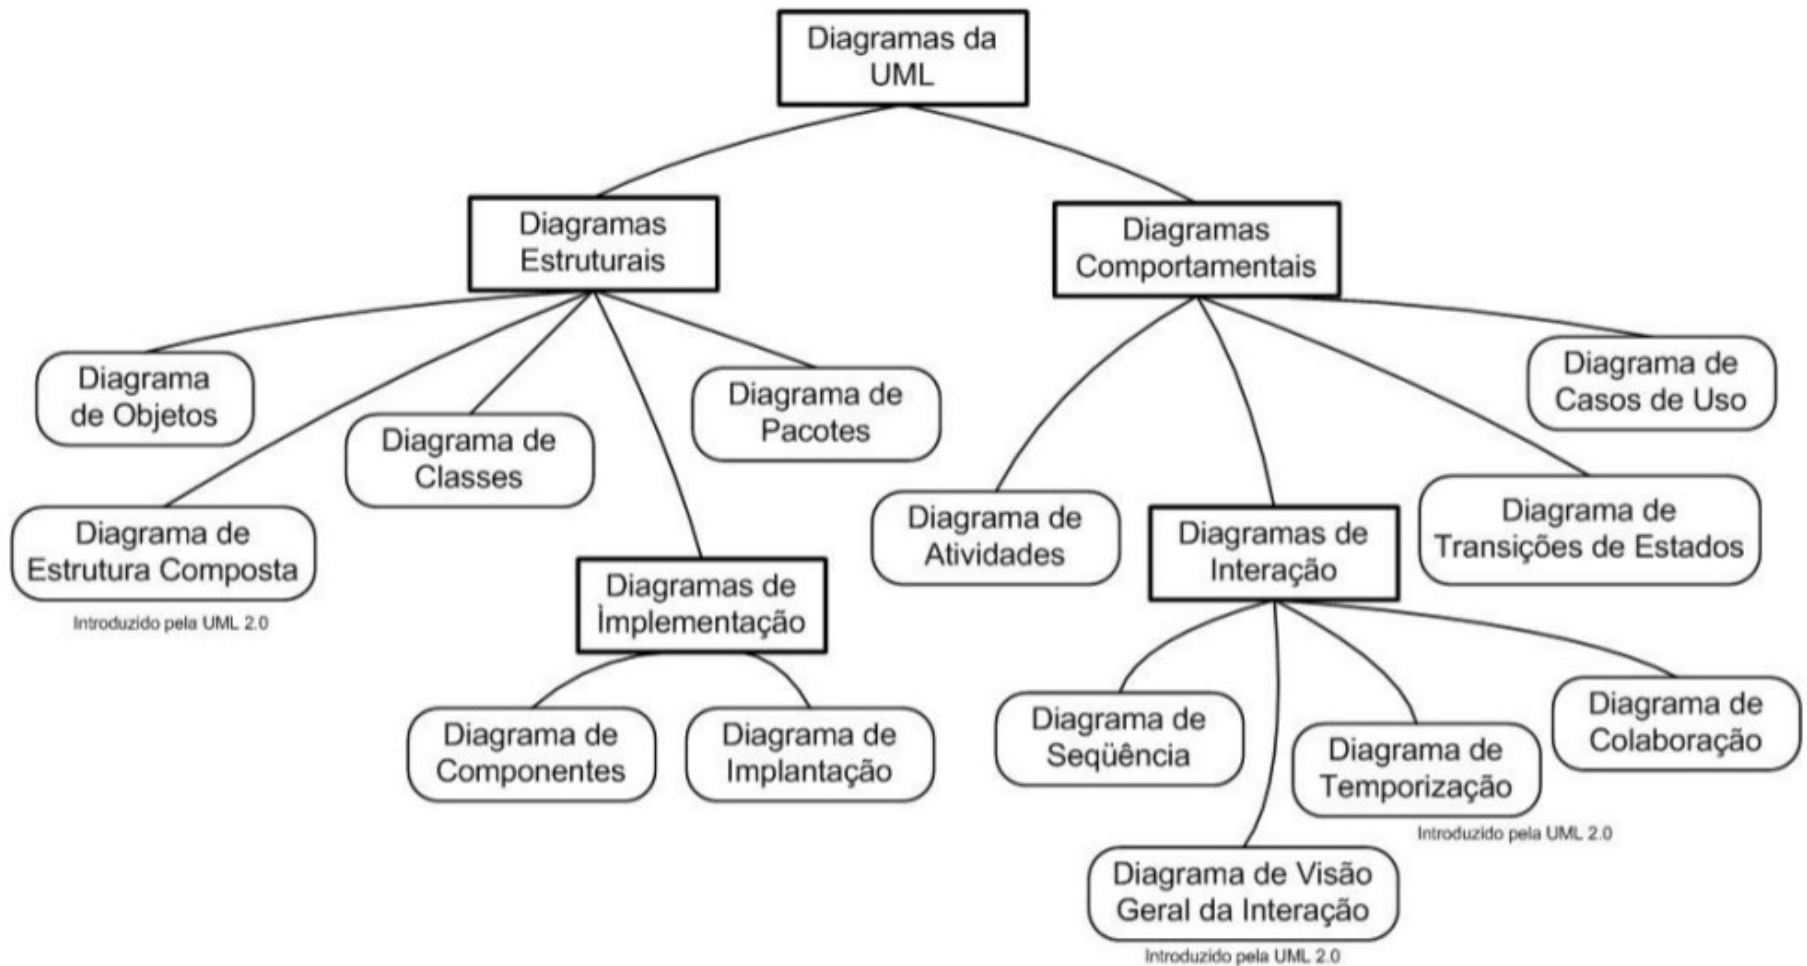 Diagramas da
UML
Diagramas
Estruturais
Diagramas
Comportamentais
Diagrama
de Objetos
Diagrama de
Estrutura Composta
Introduzido pela UML 2.0
Diagrama de
Classes
Diagrama de
Pacotes
Diagramas de
Ìmplementação
Diagrama de
Componentes
Diagrama de
Implantação
Diagrama de
Atividades
Diagramas de
Interação
Diagrama de
Transições de Estados
Diagrama de
Casos de Uso
Diagrama de
Seqüência
Diagrama de Visão
Geral da Interação
Introduzido pela UML 2.0
Diagrama de
Temporização
Introduzido pela UML 2.0
Diagrama de
Colaboração